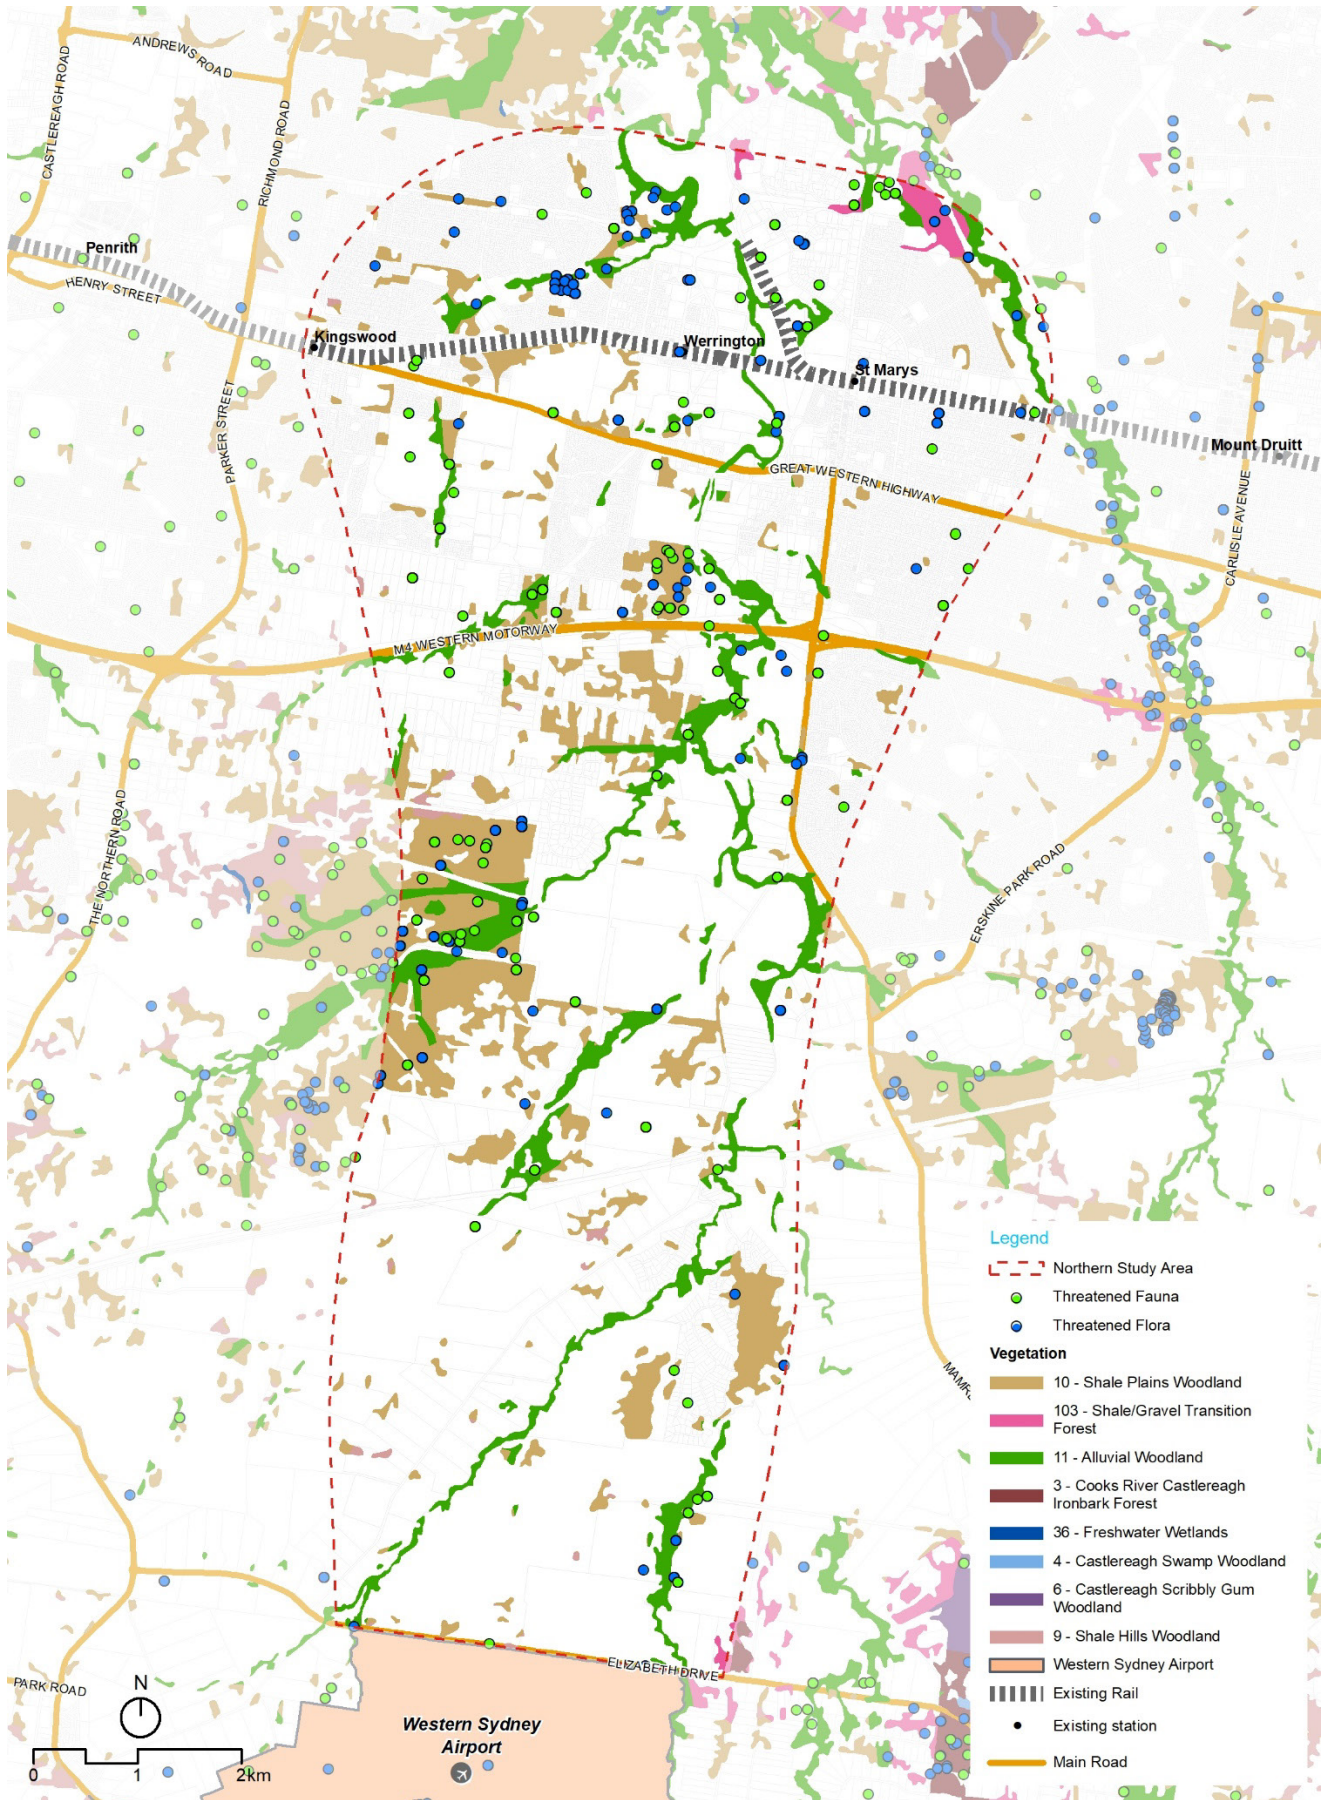 ANDREWS ROAD
CASTLEREAGH ROAD
RICHMOND ROAD
Penrith
HENRY STREET
Kingswood
Werrington
St Marys
PARKER STREET
Mount Druitt
GREAT WESTERN HIGHWAY
CARLISLE AVENUE
M4 WESTERN MOTORWAY
THE NORTHERN ROAD
ERSKINE PARK ROAD
Legend
Northern Study Area
Threatened Fauna
Threatened Flora
Vegetation
10 - Shale Plains Woodland
MAMR
103 - Shale/Gravel Transition
Forest
11 - Alluvial Woodland
3 - Cooks River Castlereagh
Ironbark Forest
36 - Freshwater Wetlands
4 - Castlereagh Swamp Woodland
6 - Castlereagh Scribbly Gum
Woodland
9 - Shale Hills Woodland
Western Sydney Airport
Existing Rail
Existing station
Main Road
ELIZABETH DRIVE
PARK ROAD
N
Western Sydney
Airport
0 1 2km